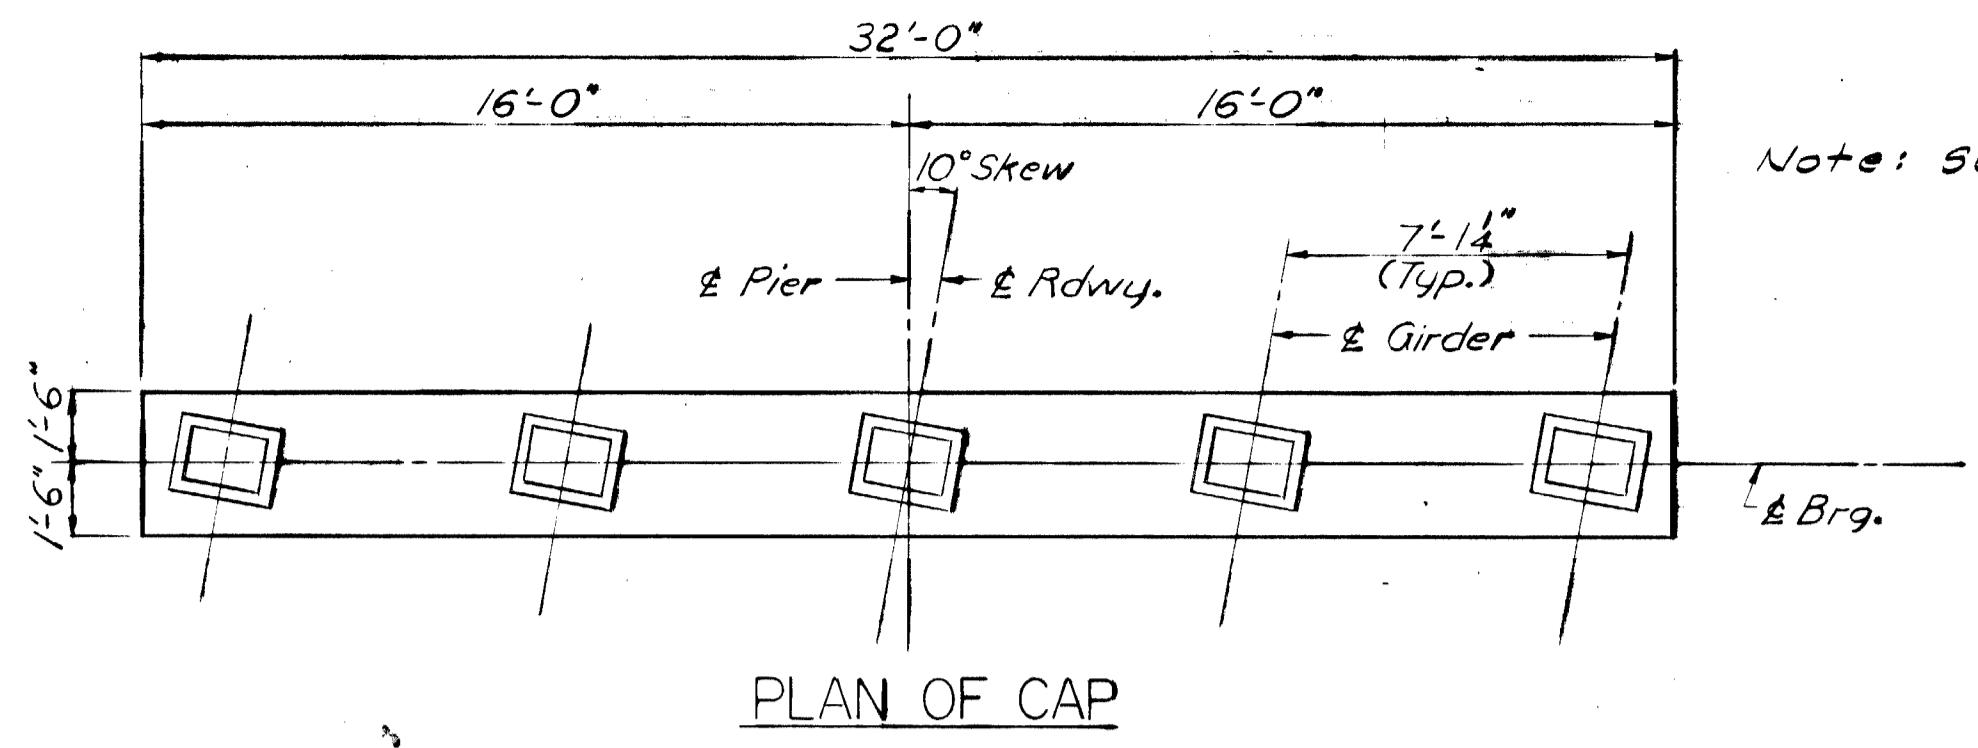 32'-0"
16'-0"
16'-0"
10° Skew
Note:
7'-1¼"
(Typ.)
℄ Pier
℄ Rdwy.
℄ Girder
1'-6"
1'-6"
℄ Brg.
PLAN OF CAP